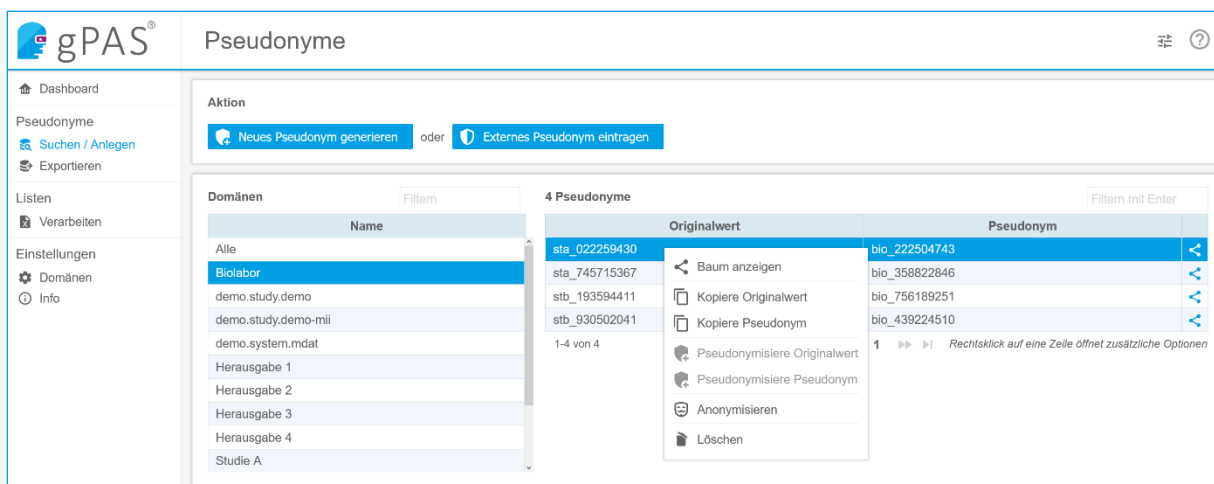 gPAS®
Pseudonyme
Dashboard
Pseudonyme
Suchen / Anlegen
Exportieren
Listen
Verarbeiten
Einstellungen
Domänen
Info
Aktion
Neues Pseudonym generieren oder Externes Pseudonym eintragen
Domänen Filtern
Name
Alle
Biolabor
demo.study.demo
demo.study.demo-mii
demo.system.mdat
Herausgabe 1
Herausgabe 2
Herausgabe 3
Herausgabe 4
Studie A
4 Pseudonyme Filtern mit Enter
Originalwert Pseudonym
sta_022259430 bio_222504743
sta_745715367 bio_358822846
stb_193594411 bio_756189251
stb_930502041 bio_439224510
1-4 von 4 1 Rechtsklick auf eine Zeile öffnet zusätzliche Optionen
Baum anzeigen
Kopiere Originalwert
Kopiere Pseudonym
Pseudonymisiere Originalwert
Pseudonymisiere Pseudonym
Anonymisieren
Löschen